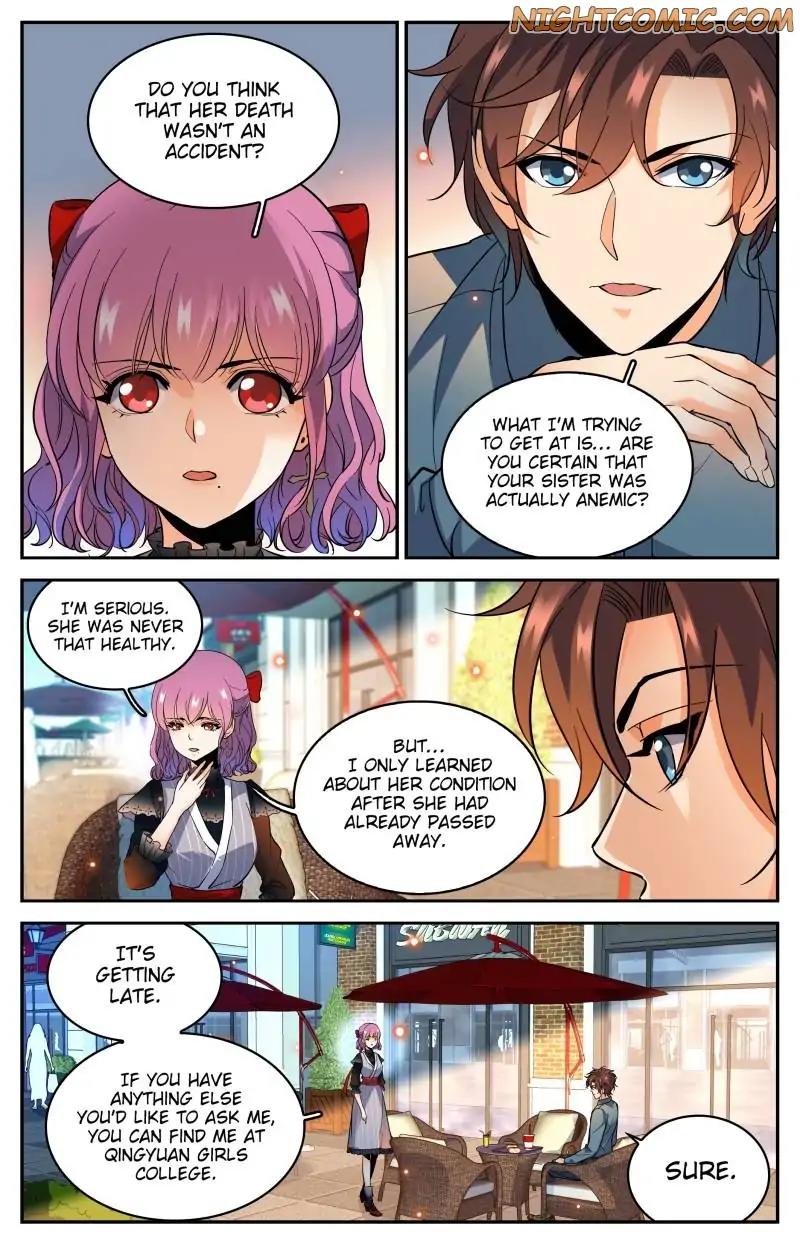 NIGHTCOMIC.COM
DO YOU THINK
THAT HER DEATH
WASN'T AN
ACCIDENT?
WHAT I'M TRYING
TO GET AT IS... ARE
YOU CERTAIN THAT
YOUR SISTER WAS
ACTUALLY ANEMIC?
I'M SERIOUS.
SHE WAS NEVER
THAT HEALTHY.
BUT...
I ONLY LEARNED
ABOUT HER CONDITION
AFTER SHE HAD
ALREADY PASSED
AWAY.
IT'S
GETTING
LATE.
IF YOU HAVE
ANYTHING ELSE
YOU'D LIKE TO ASK ME,
YOU CAN FIND ME AT
QINGYUAN GIRLS
COLLEGE.
SURE.